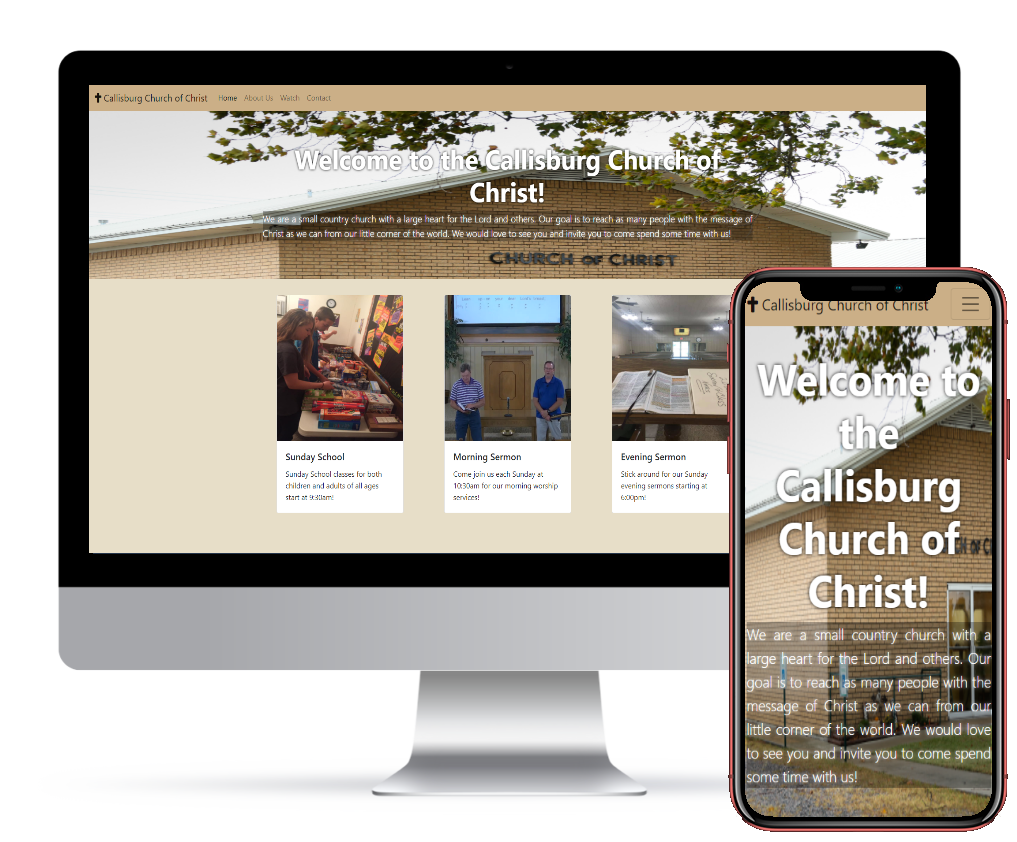 Callisburg Church of Christ Home About Us Watch Contact
Welcome to the Callisburg Church of
Christ!
We are a small country church with a large heart for the Lord and others. Our goal is to reach as many people with the message of
Christ as we can from our little corner of the world. We would love to see you and invite you to come spend some time with us!
CHURCH OF CHRIST
Sunday School
Sunday School classes for both
children and adults of all ages
start at 9:30am!
Morning Sermon
Come join us each Sunday at
10:30am for our morning worship
services!
Evening Sermon
Stick around for our Sunday
evening sermons starting at
6:00pm!
Callisburg Church of Christ
Welcome to
the
Callisburg
Church of
Christ!
We are a small country church with a
large heart for the Lord and others. Our
goal is to reach as many people with the
message of Christ as we can from our
little corner of the world. We would love
to see you and invite you to come spend
some time with us!